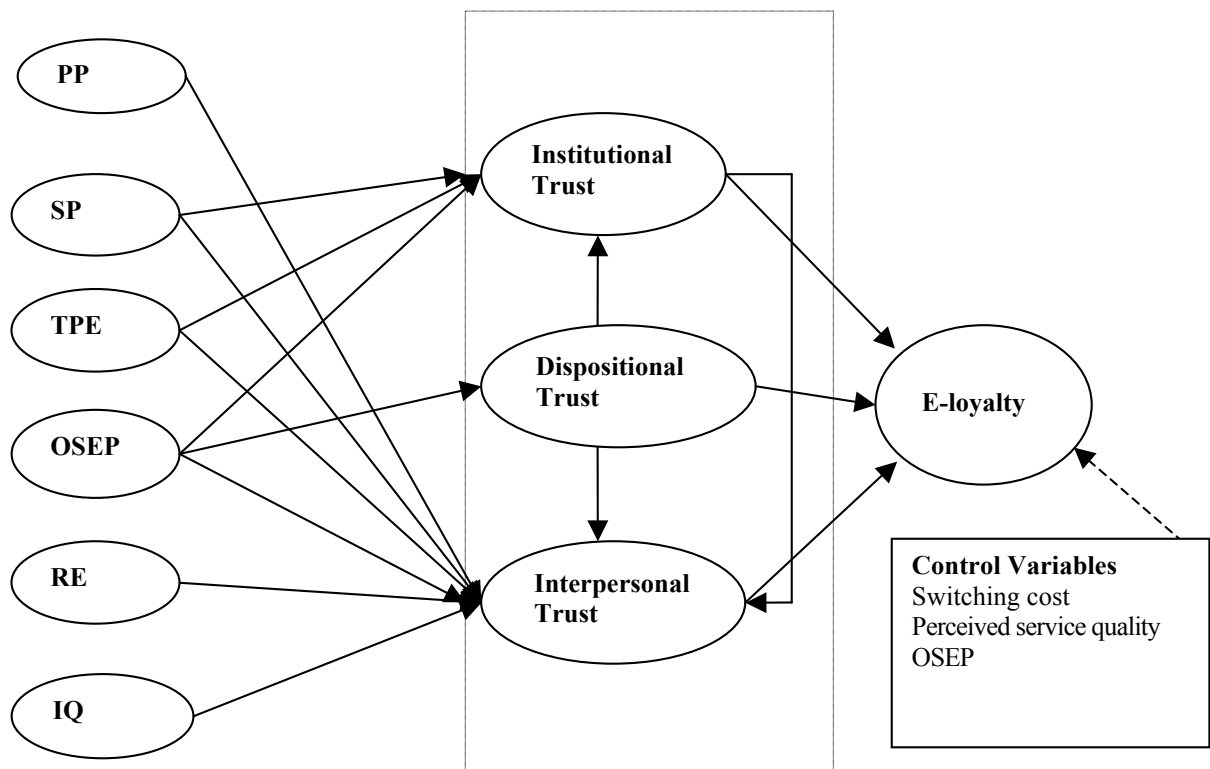 PP
SP
TPE
OSEP
RE
IQ
Institutional
Trust
Dispositional
Trust
Interpersonal
Trust
E-loyalty
Control Variables
Switching cost
Perceived service quality
OSEP